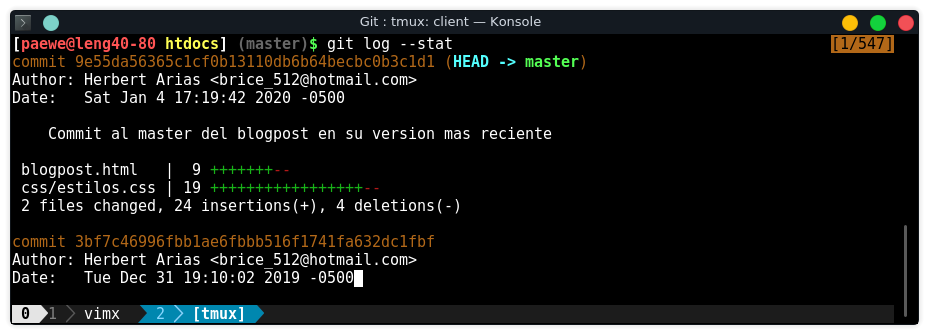 Git : tmux: client — Konsole
[paewe@leng40-80 htdocs] (master)$ git log --stat [1/547]
commit 9e55da56365c1cf0b13110db6b64becbc0b3c1d1 (HEAD -> master)
Author: Herbert Arias <brice_512@hotmail.com>
Date:   Sat Jan 4 17:19:42 2020 -0500
    Commit al master del blogpost en su version mas reciente
 blogpost.html   |  9 +++++++--
 css/estilos.css | 19 +++++++++++++++++--
 2 files changed, 24 insertions(+), 4 deletions(-)
commit 3bf7c46996fbb1ae6fbbb516f1741fa632dc1fbf
Author: Herbert Arias <brice_512@hotmail.com>
Date:   Tue Dec 31 19:10:02 2019 -0500
0 1 vimx 2 [tmux]